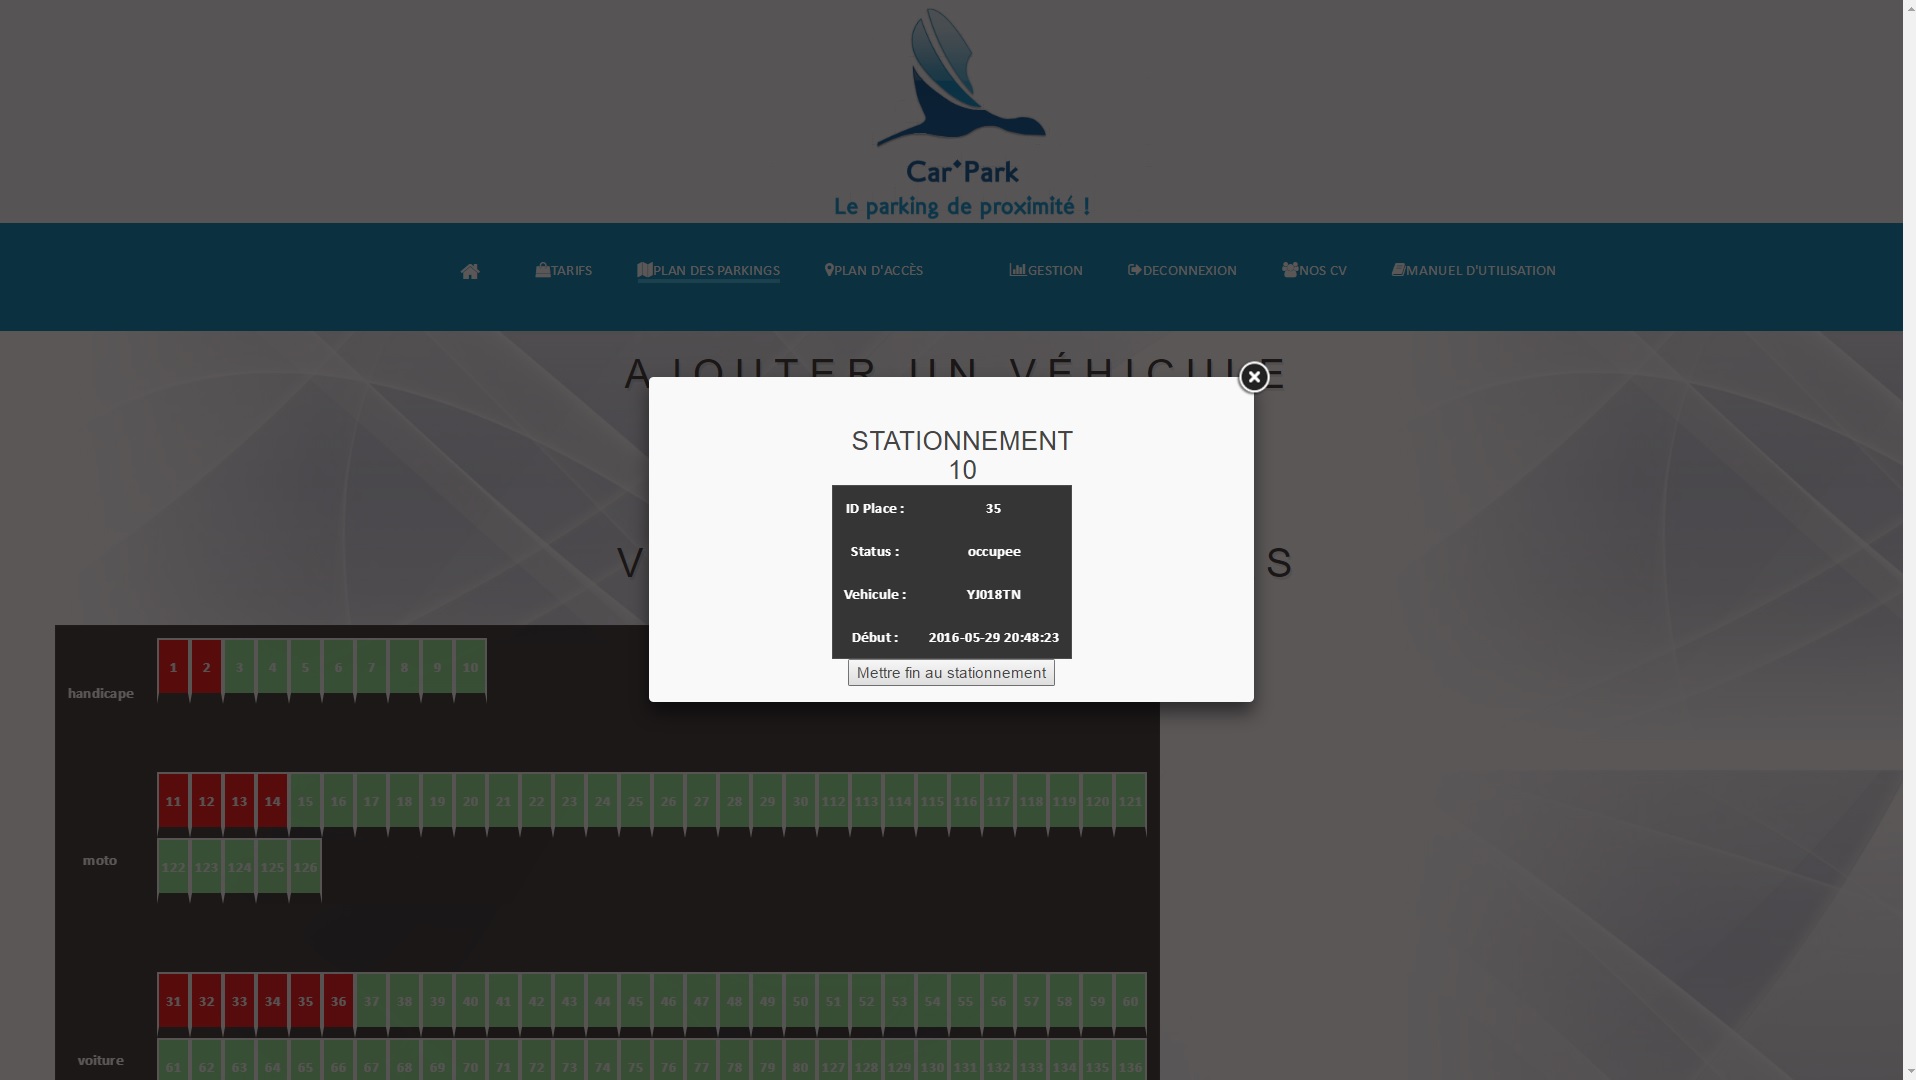 Car*Park
Le parking de proximité !
TARIFS PLAN DES PARKINGS PLAN D'ACCÈS GESTION DECONNEXION NOS CV MANUEL D'UTILISATION
AJOUTER UN VÉHICULE
STATIONNEMENT
10
ID Place : 35
Status : occupee
Vehicule : YJ018TN
Début : 2016-05-29 20:48:23
Mettre fin au stationnement
V S
handicape
1 2 3 4 5 6 7 8 9 10
moto
11 12 13 14 15 16 17 18 19 20 21 22 23 24 25 26 27 28 29 30 112 113 114 115 116 117 118 119 120 121
122 123 124 125 126
voiture
31 32 33 34 35 36 37 38 39 40 41 42 43 44 45 46 47 48 49 50 51 52 53 54 55 56 57 58 59 60
61 62 63 64 65 66 67 68 69 70 71 72 73 74 75 76 77 78 79 80 127 128 129 130 131 132 133 134 135 136